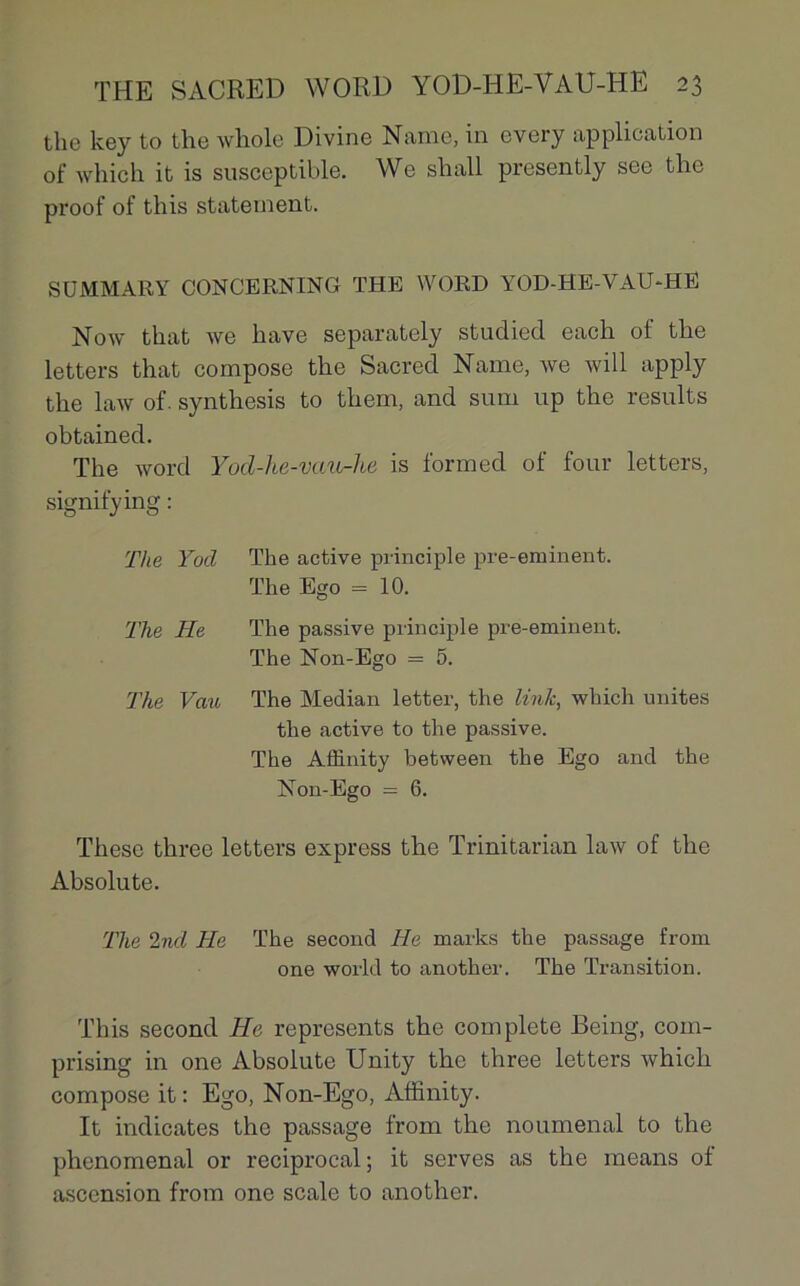 THE SACRED WORD YOD-HE-VAU-HE 23
the key to the whole Divine Name, in every application
of which it is susceptible. We shall presently see the
proof of this statement.
SUMMARY CONCERNING THE WORD YOD-HE-VAU-HE
Now that we have separately studied each of the
letters that compose the Sacred Name, we will apply
the law of. synthesis to them, and sum up the results
obtained.
The word Yod-he-vau-he is formed of four letters,
signifying:
The Yod The active principle pre-eminent.
The Ego = 10.
The He The passive principle pre-eminent.
The Non-Ego = 5.
The Vau The Median letter, the link, which unites
the active to the passive.
The Affinity between the Ego and the
Non-Ego = 6.
These three letters express the Trinitarian law of the
Absolute.
The 2nd He The second He marks the passage from
one world to another. The Transition.
This second He represents the complete Being, com-
prising in one Absolute Unity the three letters which
compose it: Ego, Non-Ego, Affinity.
It indicates the passage from the noumenal to the
phenomenal or reciprocal; it serves as the means of
ascension from one scale to another.